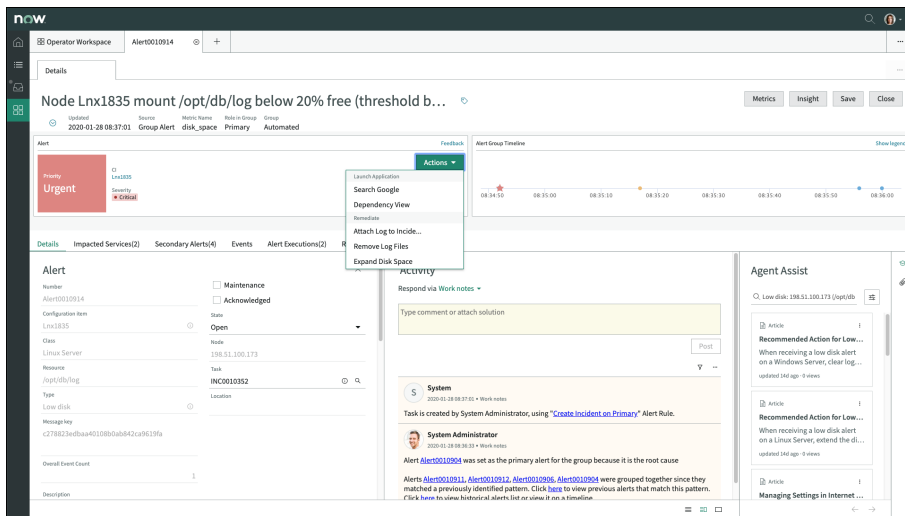 now
Operator Workspace
Alert0010914
Details
Node Lnx1835 mount /opt/db/log below 20% free (threshold b...
Metrics
Insight
Save
Close
Updated
2020-01-28 08:37:01
Source
Group Alert
Metric Name
disk_space
Role in Group
Primary
Group
Automated
Alert
Feedback
Priority
Urgent
CI
Lnx1835
Severity
Critical
Actions
Launch Application
Search Google
Dependency View
Remediate
Attach Log to Incide...
Remove Log Files
Expand Disk Space
Alert Group Timeline
Show legend
08:34:50 08:35:00 08:35:10 08:35:20 08:35:30 08:35:40 08:35:50 08:36:00
Details
Impacted Services(2)
Secondary Alerts(4)
Events
Alert Executions(2)
R
Alert
Number
Alert0010914
Configuration item
Lnx1835
Class
Linux Server
Resource
/opt/db/log
Type
Low disk
Message key
c278823edbaa40108b0ab842ca9619fa
Overall Event Count
1
Description
Maintenance
Acknowledged
State
Open
Node
198.51.100.173
Task
INC0010352
Location
Activity
Respond via Work notes
Type comment or attach solution
Post
S
System
2020-01-28 08:37:01 • Work notes
Task is created by System Administrator, using "Create Incident on Primary" Alert Rule.
System Administrator
2020-01-28 08:36:33 • Work notes
Alert Alert0010904 was set as the primary alert for the group because it is the root cause
Alerts Alert0010911, Alert0010912, Alert0010906, Alert0010904 were grouped together since they
matched a previously identified pattern. Click here to view previous alerts that match this pattern.
Click here to view historical alerts list or view it on a timeline.
Agent Assist
Low disk: 198.51.100.173 (/opt/db
Article
Recommended Action for Low...
When receiving a low disk alert
on a Windows Server, clear log...
updated 14d ago · 0 views
Article
Recommended Action for Low...
When receiving a low disk alert
on a Linux Server, extend the di...
updated 14d ago · 0 views
Article
Managing Settings in Internet ...